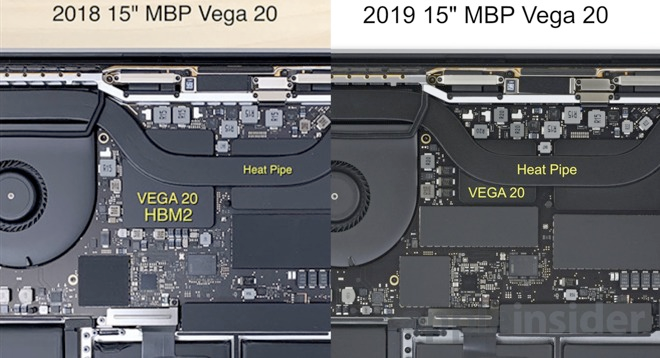 2018 15" MBP Vega 20
2019 15" MBP Vega 20
Heat Pipe
VEGA 20
HBM2
Heat Pipe
VEGA 20
insider